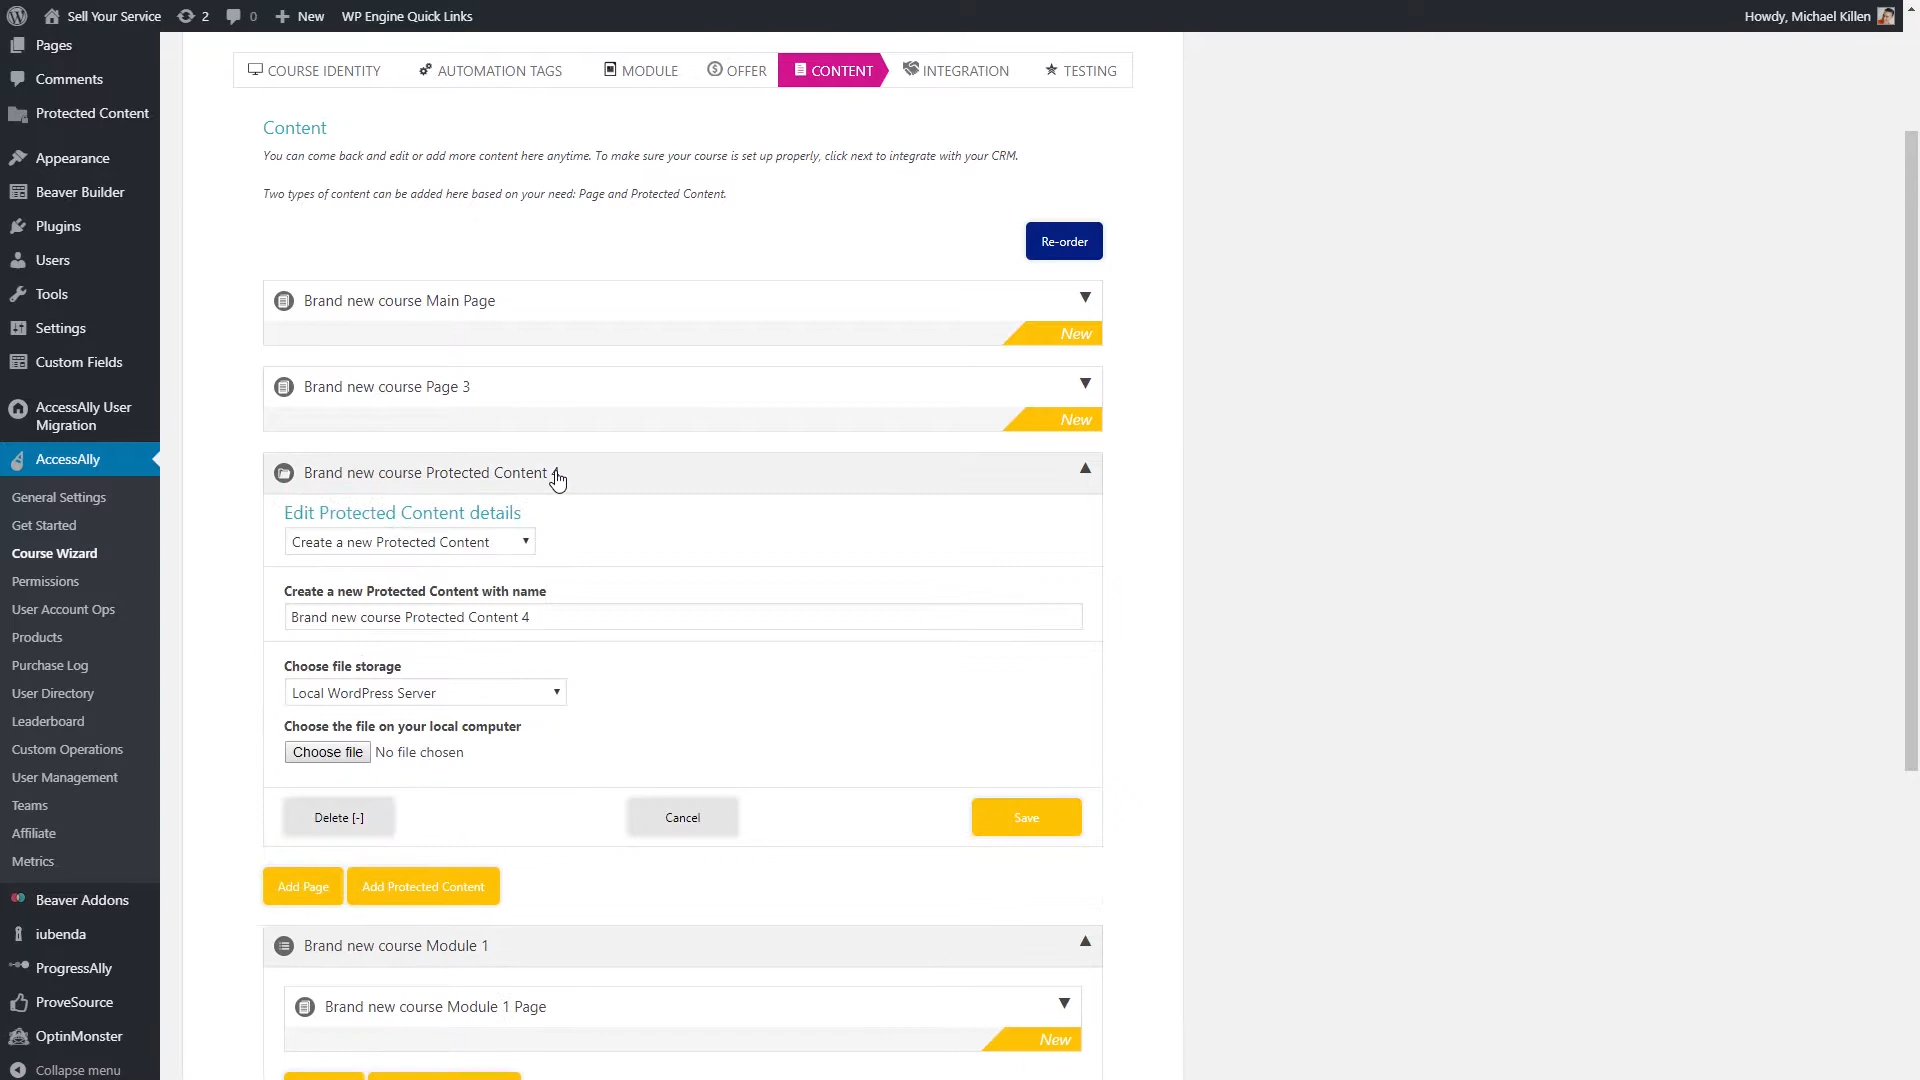 Sell Your Service
2
0
New
WP Engine Quick Links
Howdy, Michael Killen
Pages
Comments
Protected Content
Appearance
Beaver Builder
Plugins
Users
Tools
Settings
Custom Fields
AccessAlly User
Migration
AccessAlly
General Settings
Get Started
Course Wizard
Permissions
User Account Ops
Products
Purchase Log
User Directory
Leaderboard
Custom Operations
User Management
Teams
Affiliate
Metrics
Beaver Addons
iubenda
ProgressAlly
ProveSource
OptinMonster
Collapse menu
COURSE IDENTITY
AUTOMATION TAGS
MODULE
OFFER
CONTENT
INTEGRATION
TESTING
Content
You can come back and edit or add more content here anytime. To make sure your course is set up properly, click next to integrate with your CRM.
Two types of content can be added here based on your need: Page and Protected Content.
Re-order
Brand new course Main Page
New
Brand new course Page 3
New
Brand new course Protected Content
Edit Protected Content details
Create a new Protected Content
Create a new Protected Content with name
Brand new course Protected Content 4
Choose file storage
Local WordPress Server
Choose the file on your local computer
Choose file No file chosen
Delete [-]
Cancel
Save
Add Page
Add Protected Content
Brand new course Module 1
Brand new course Module 1 Page
New